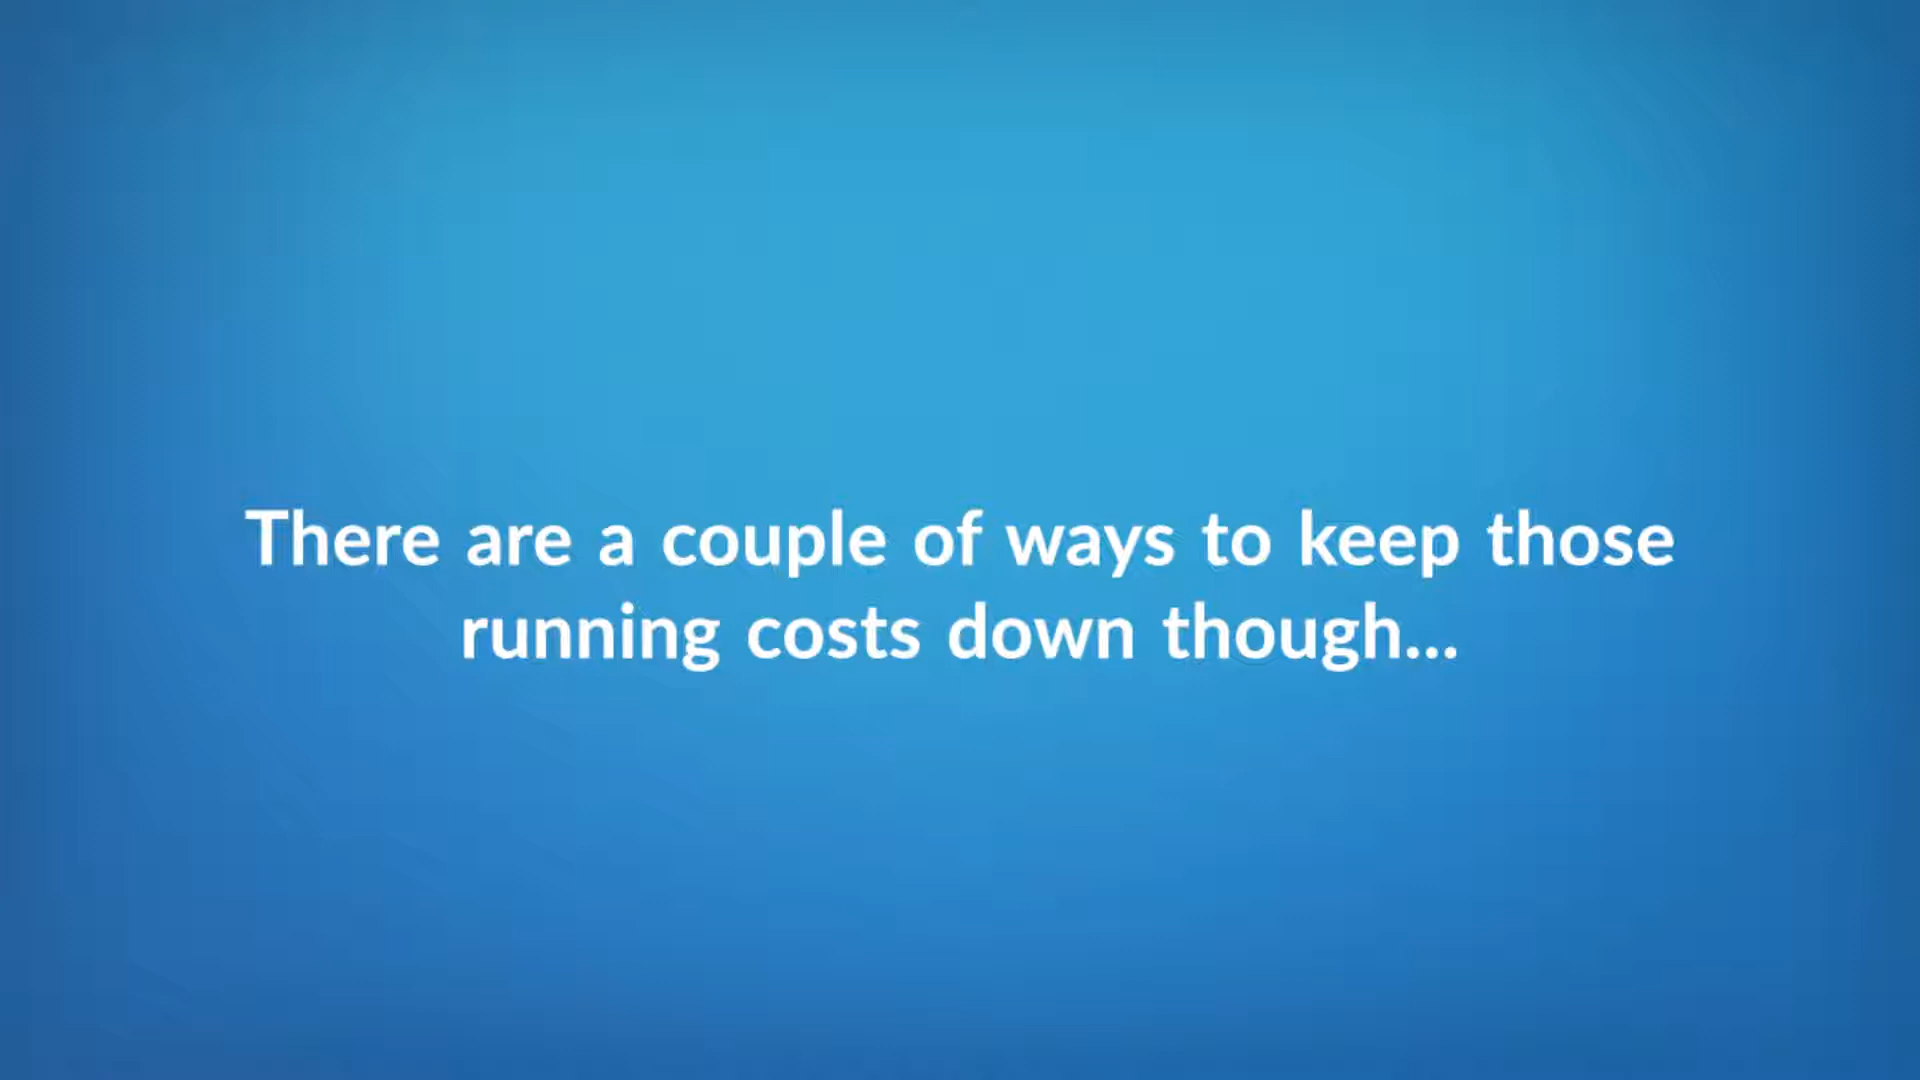 There are a couple of ways to keep those
running costs down though...